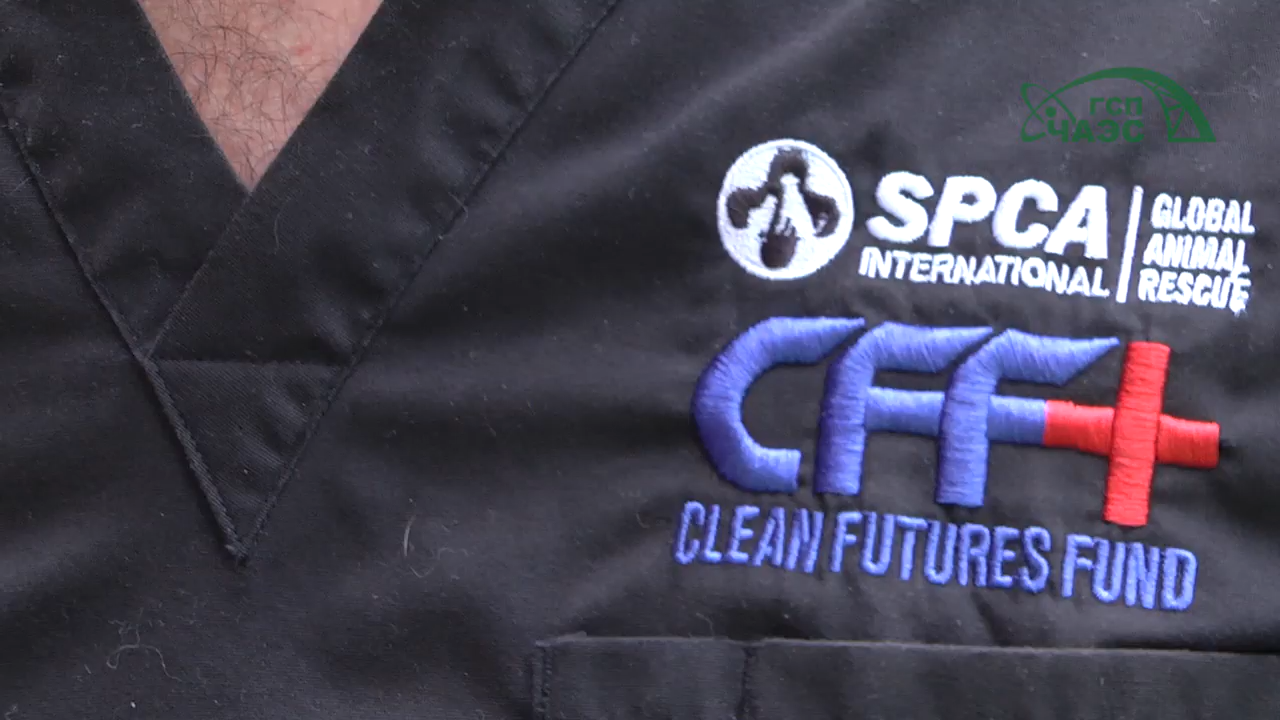 ГСП
ЧАЭС
SPCA
INTERNATIONAL
GLOBAL
ANIMAL
RESCUE
CFF+
CLEAN FUTURES FUND